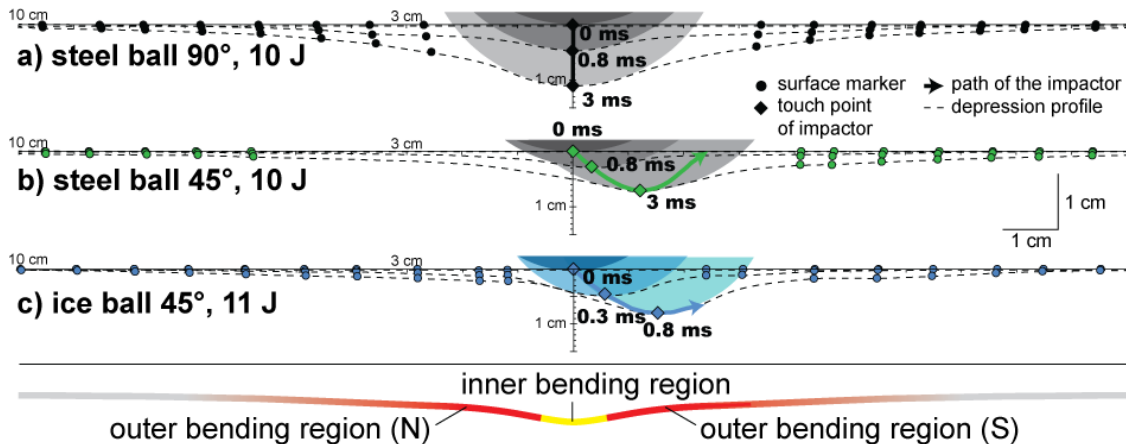 10 cm
3 cm
0 ms
a) steel ball 90°, 10 J
0.8 ms
1 cm
3 ms
surface marker
path of the impactor
touch point
of impactor
depression profile
0 ms
10 cm
3 cm
0.8 ms
b) steel ball 45°, 10 J
3 ms
1 cm
1 cm
1 cm
10 cm
3 cm
0 ms
c) ice ball 45°, 11 J
0.3 ms
0.8 ms
1 cm
inner bending region
outer bending region (N)
outer bending region (S)